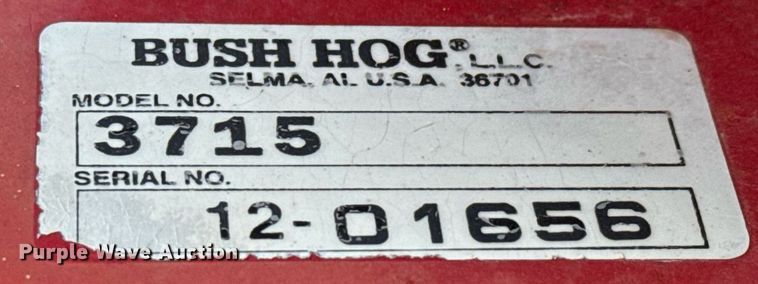 BUSH HOG® L.L.C.
SELMA, AL U.S.A. 36701
MODEL NO.
3715
SERIAL NO.
12-01656
Purple Wave Auction